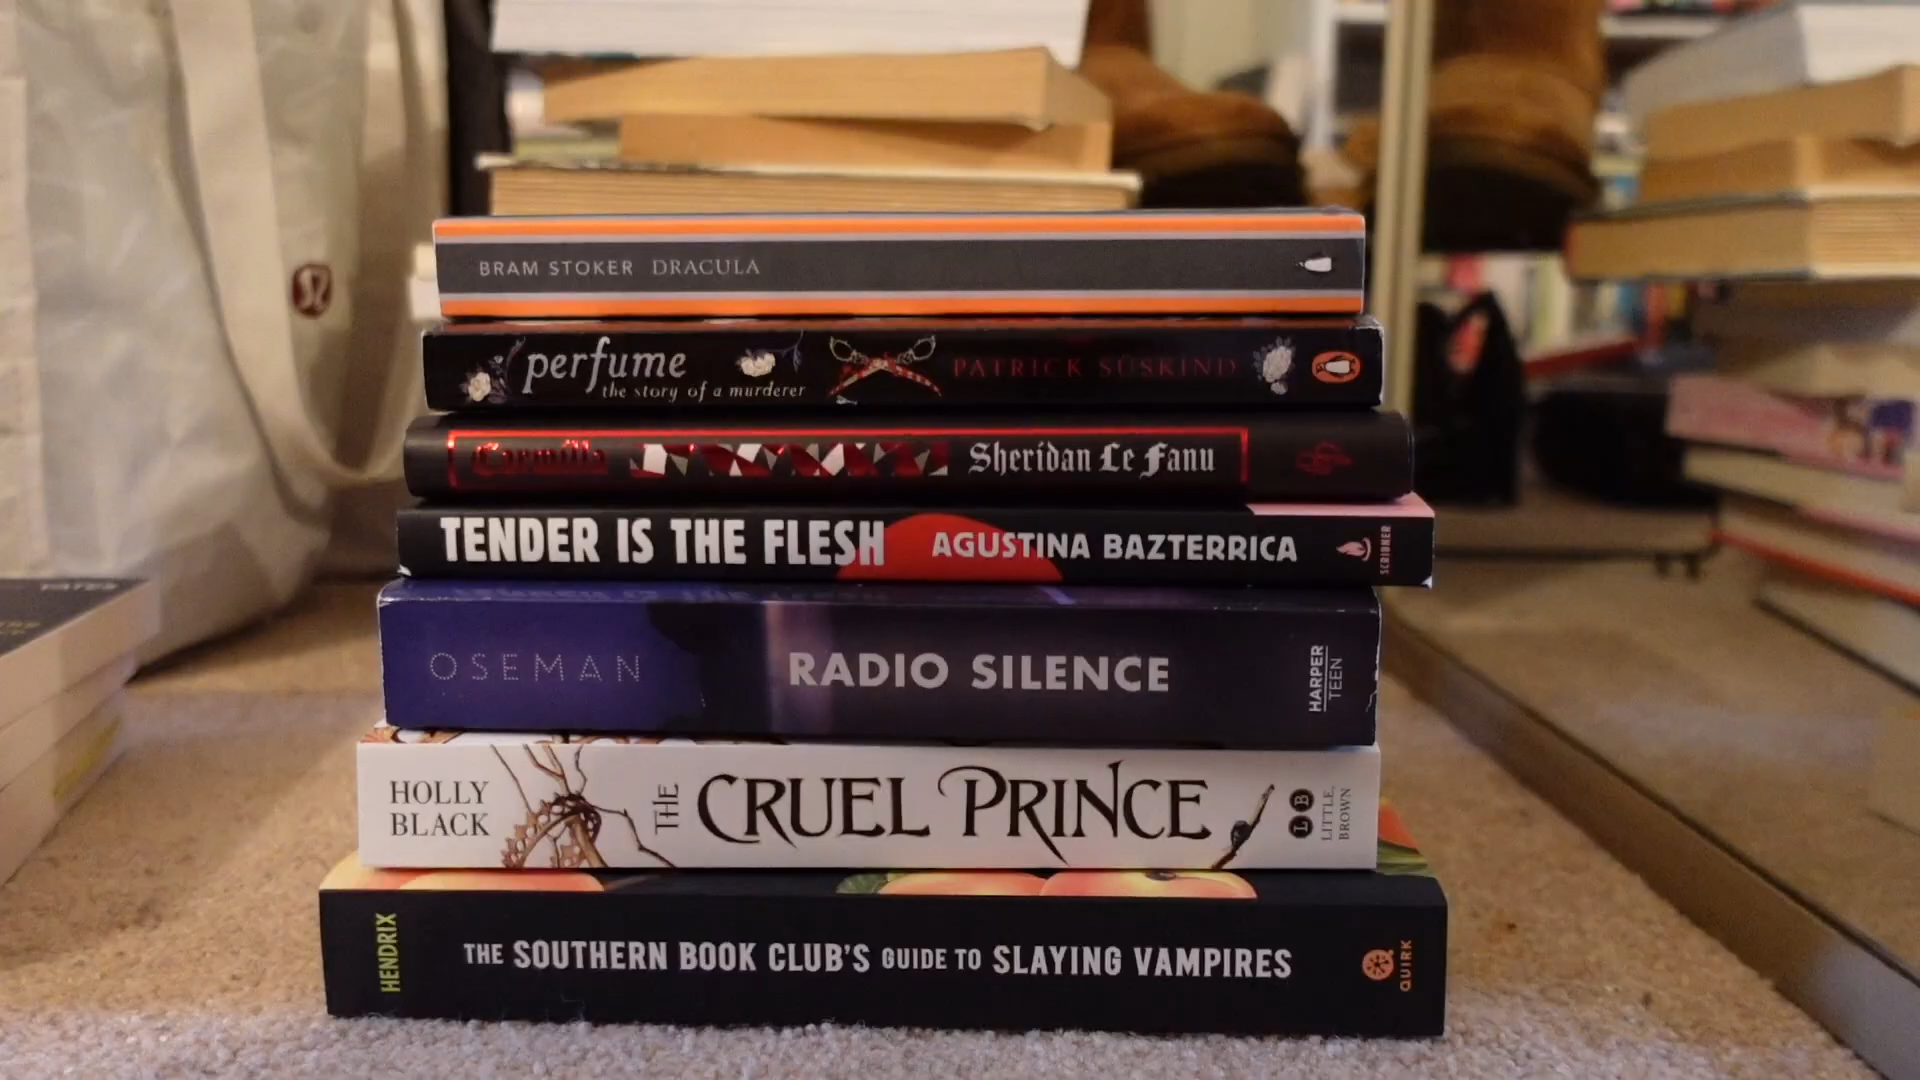 BRAM STOKER DRACULA
perfume
the story of a murderer
PATRICK SÜSKIND
Carmilla
Sheridan Le Fanu
TENDER IS THE FLESH
AGUSTINA BAZTERRICA
SCRIBNER
OSEMAN
RADIO SILENCE
HARPER
TEEN
HOLLY
BLACK
THE
CRUEL PRINCE
L B
LITTLE,
BROWN
HENDRIX
THE SOUTHERN BOOK CLUB'S GUIDE TO SLAYING VAMPIRES
QUIRK
YATES